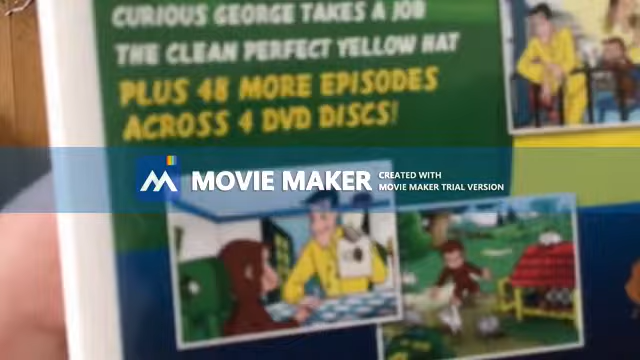 CURIOUS GEORGE TAKES A JOB
THE CLEAN PERFECT YELLOW HAT
PLUS 48 MORE EPISODES
ACROSS 4 DVD DISCS!
MOVIE MAKER
CREATED WITH
MOVIE MAKER TRIAL VERSION